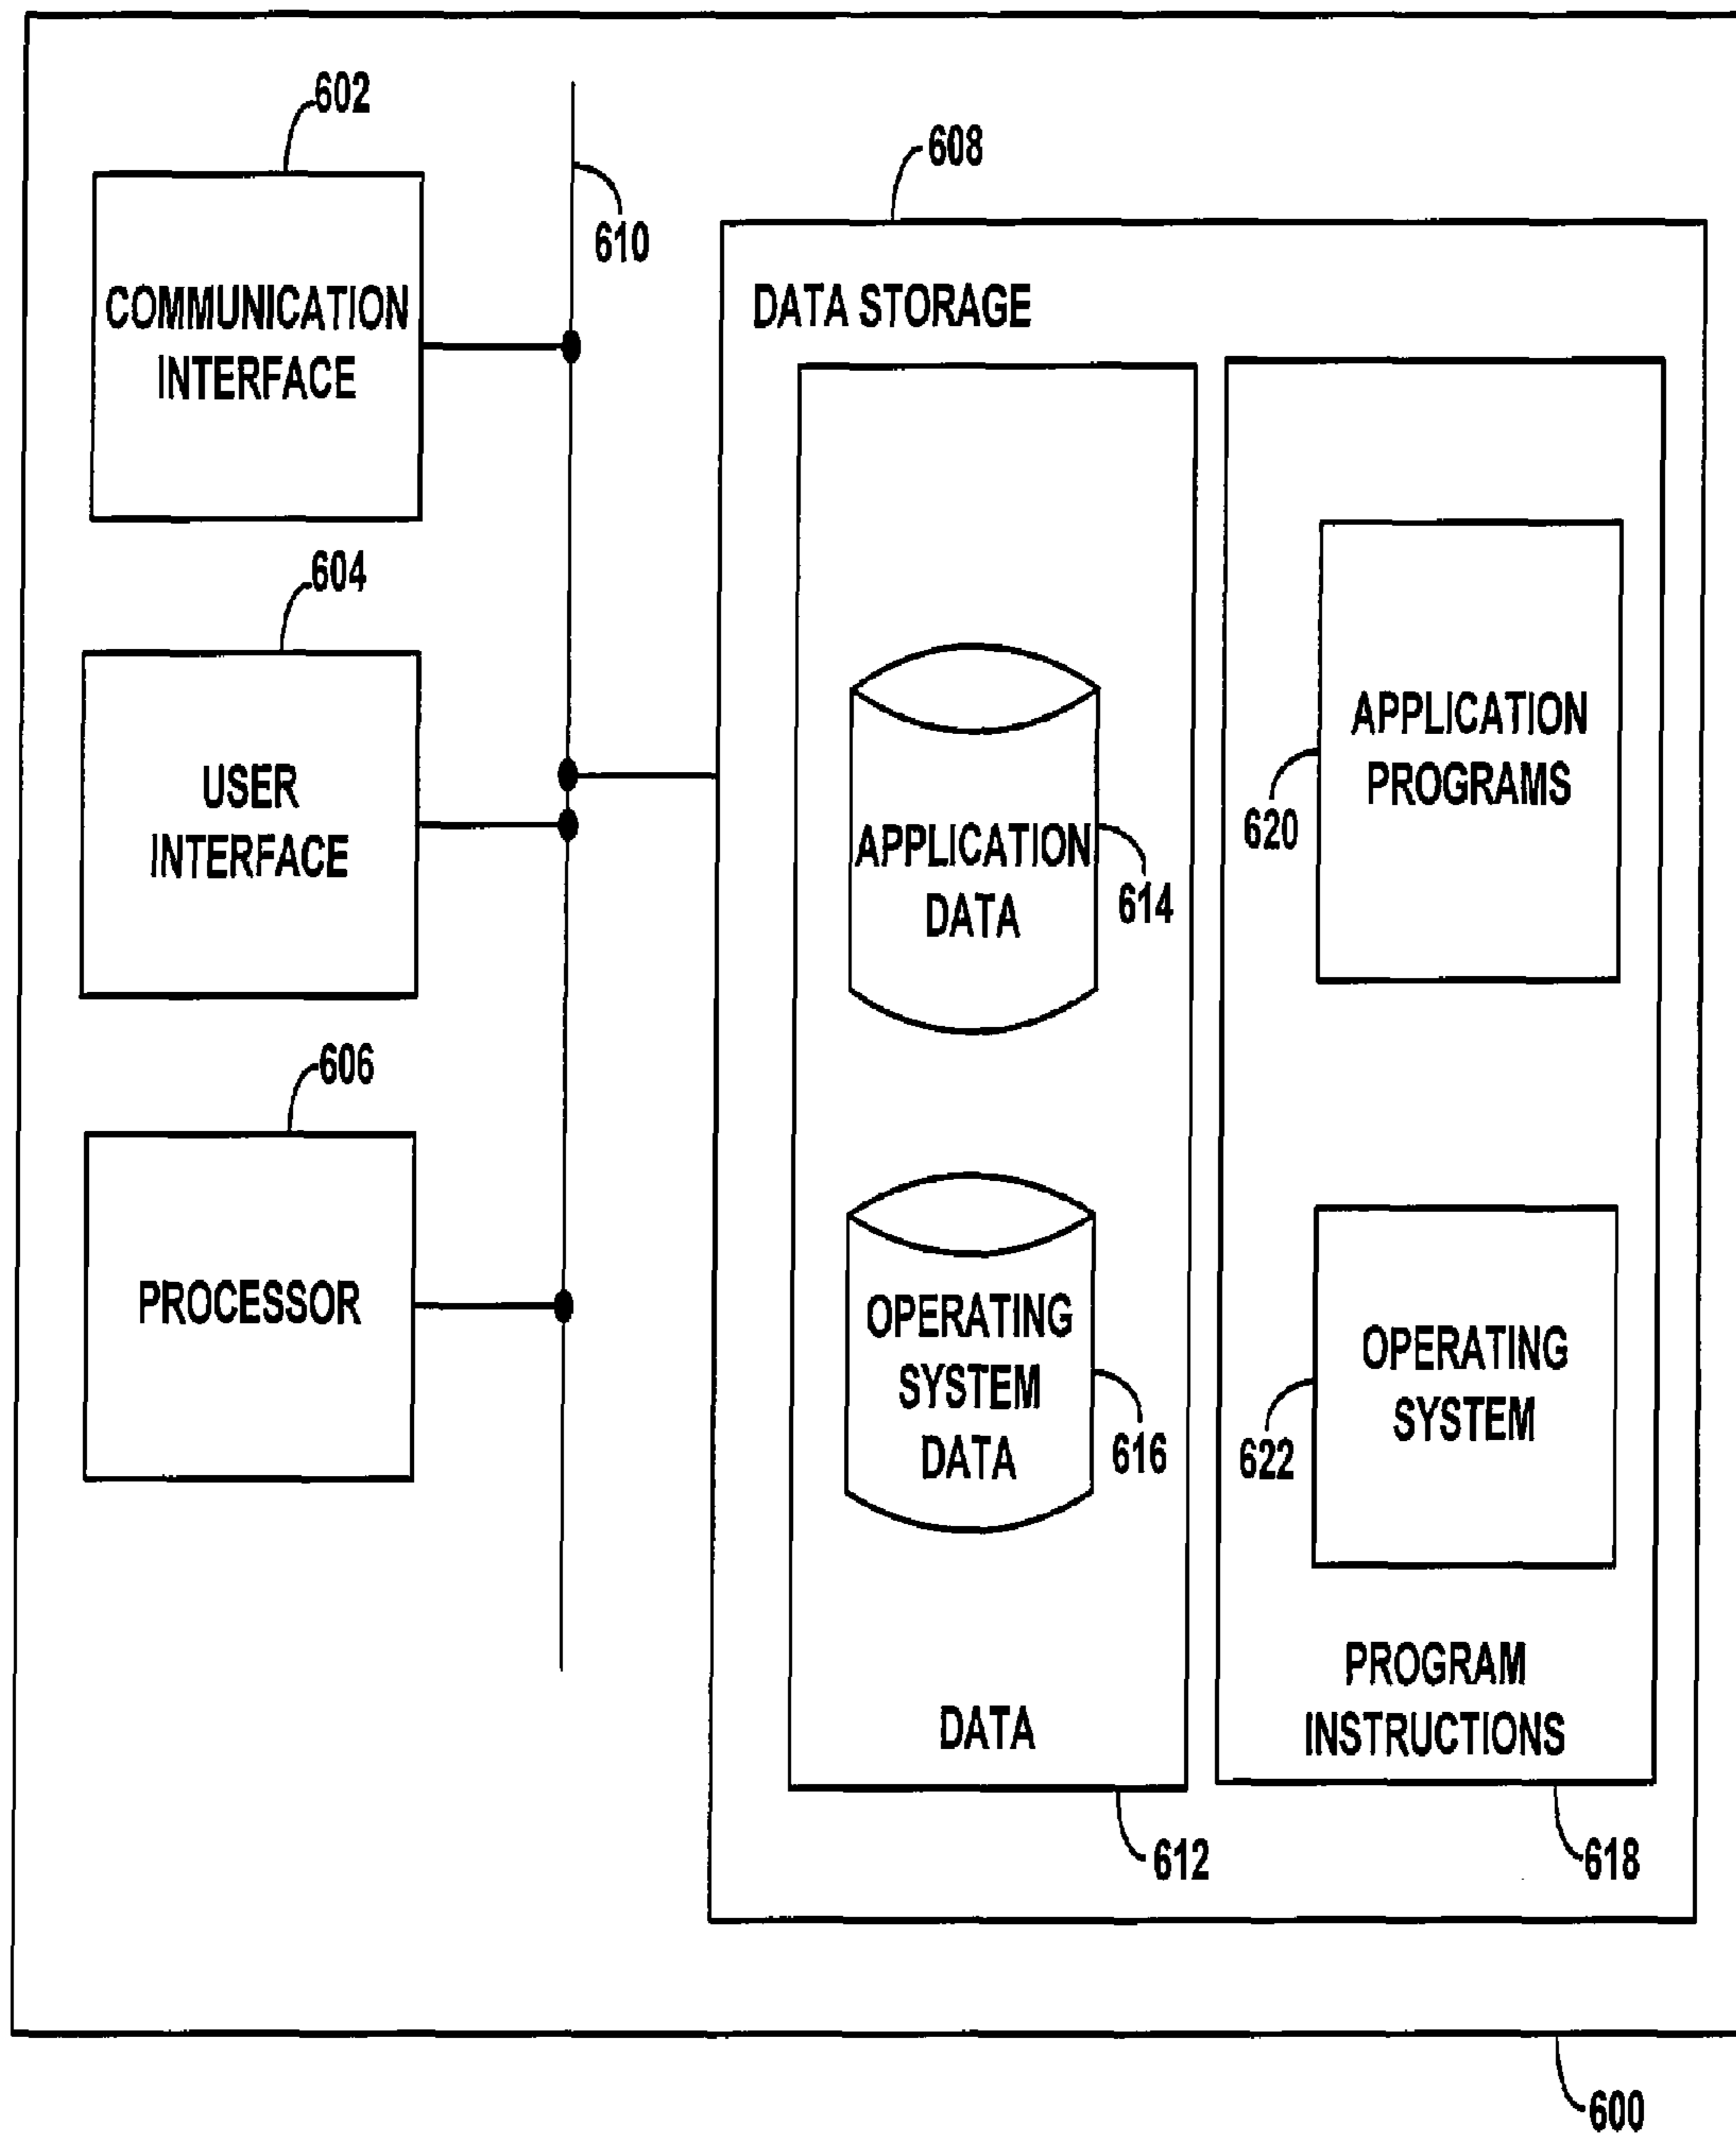 602
610
COMMUNICATION
INTERFACE
604
USER
INTERFACE
606
PROCESSOR
608
DATA STORAGE
APPLICATION
DATA
614
OPERATING
SYSTEM
DATA
616
DATA
612
APPLICATION
PROGRAMS
620
OPERATING
SYSTEM
622
PROGRAM
INSTRUCTIONS
618
600